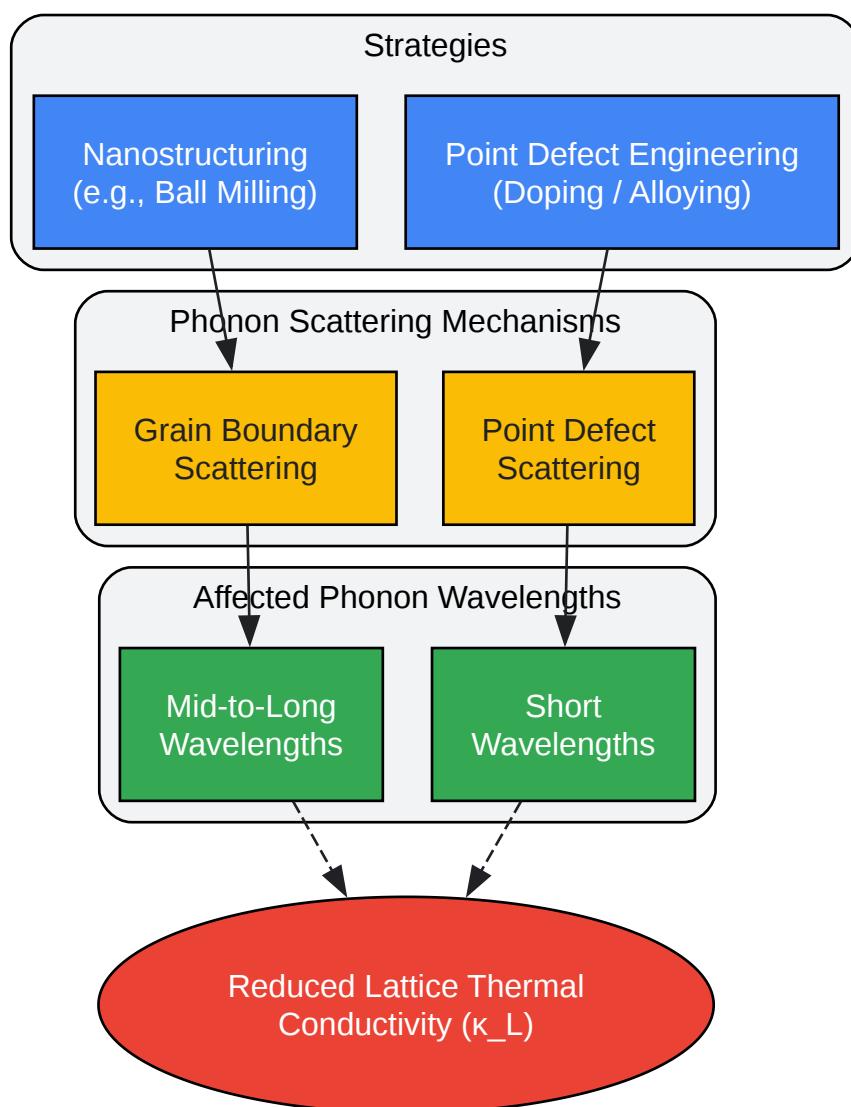 Strategies
Nanostructuring
(e.g., Ball Milling)
Point Defect Engineering
(Doping / Alloying)
Phonon Scattering Mechanisms
Grain Boundary
Scattering
Point Defect
Scattering
Affected Phonon Wavelengths
Mid-to-Long
Wavelengths
Short
Wavelengths
Reduced Lattice Thermal
Conductivity (κ_L)